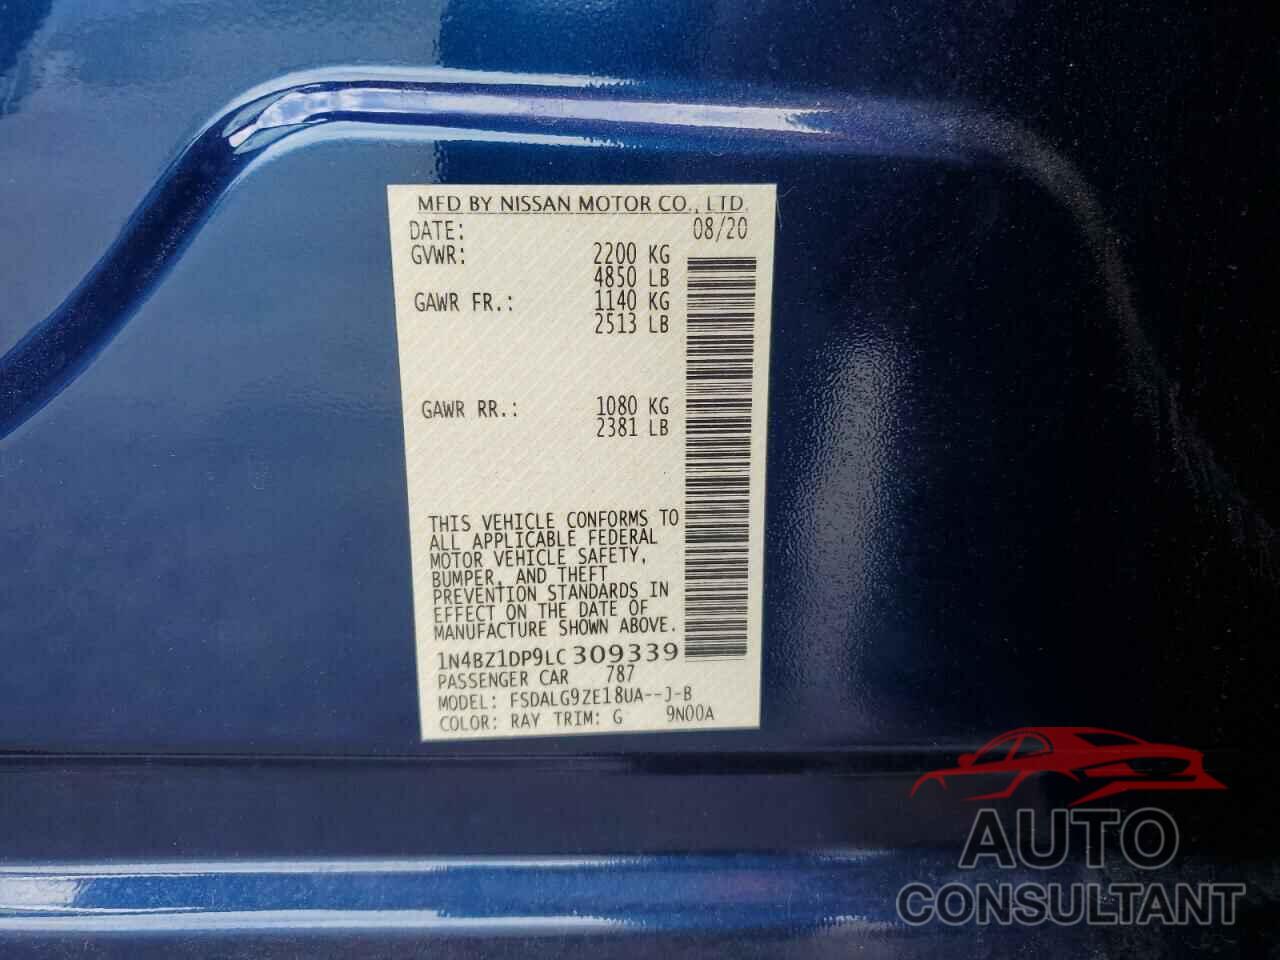 MFD BY NISSAN MOTOR CO., LTD.
DATE: 08/20
GVWR: 2200 KG
4850 LB
GAWR FR.: 1140 KG
2513 LB
GAWR RR.: 1080 KG
2381 LB
THIS VEHICLE CONFORMS TO
ALL APPLICABLE FEDERAL
MOTOR VEHICLE SAFETY,
BUMPER, AND THEFT
PREVENTION STANDARDS IN
EFFECT ON THE DATE OF
MANUFACTURE SHOWN ABOVE.
1N4BZ1DP9LC309339
PASSENGER CAR 787
MODEL: FSDALG9ZE18UA--J-B
COLOR: RAY TRIM: G 9N00A
AUTO
CONSULTANT